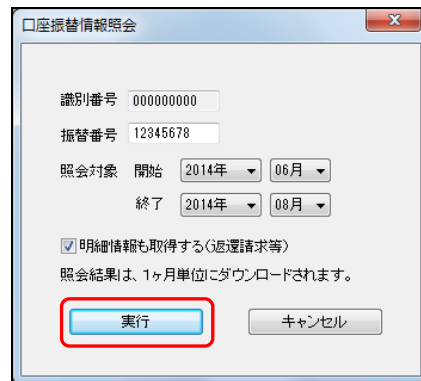 口座振替情報照会
識別番号 000000000
振替番号 12345678
照会対象 開始 2014年 06月
終了 2014年 08月
明細情報も取得する(返還請求等)
照会結果は、1ヶ月単位にダウンロードされます。
実行 キャンセル